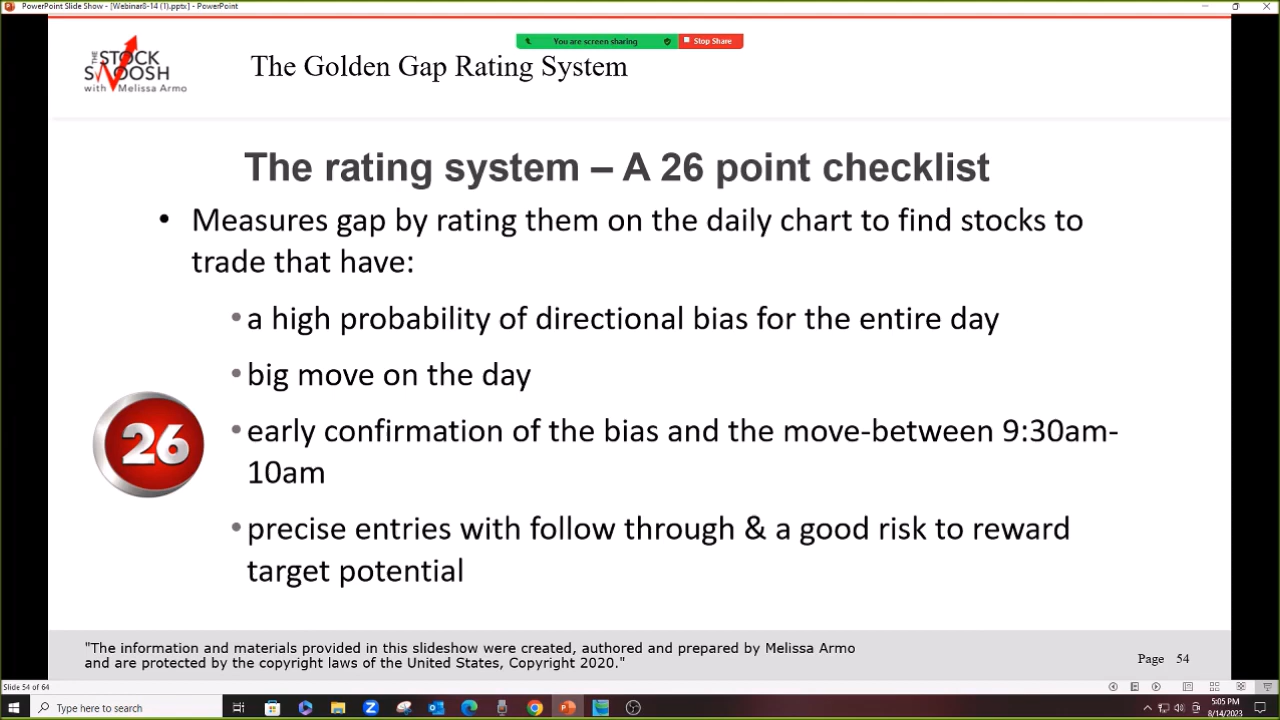 PowerPoint Slide Show - [Webinar8-14 (1).pptx] - PowerPoint
You are screen sharing
Stop Share
THE STOCK
SWOOSH
with Melissa Armo
The Golden Gap Rating System
The rating system – A 26 point checklist
• Measures gap by rating them on the daily chart to find stocks to
trade that have:
•a high probability of directional bias for the entire day
•big move on the day
26
•early confirmation of the bias and the move-between 9:30am-
10am
•precise entries with follow through & a good risk to reward
target potential
"The information and materials provided in this slideshow were created, authored and prepared by Melissa Armo
and are protected by the copyright laws of the United States, Copyright 2020."
Page 54
Slide 54 of 64
Type here to search
5:05 PM
8/14/2023